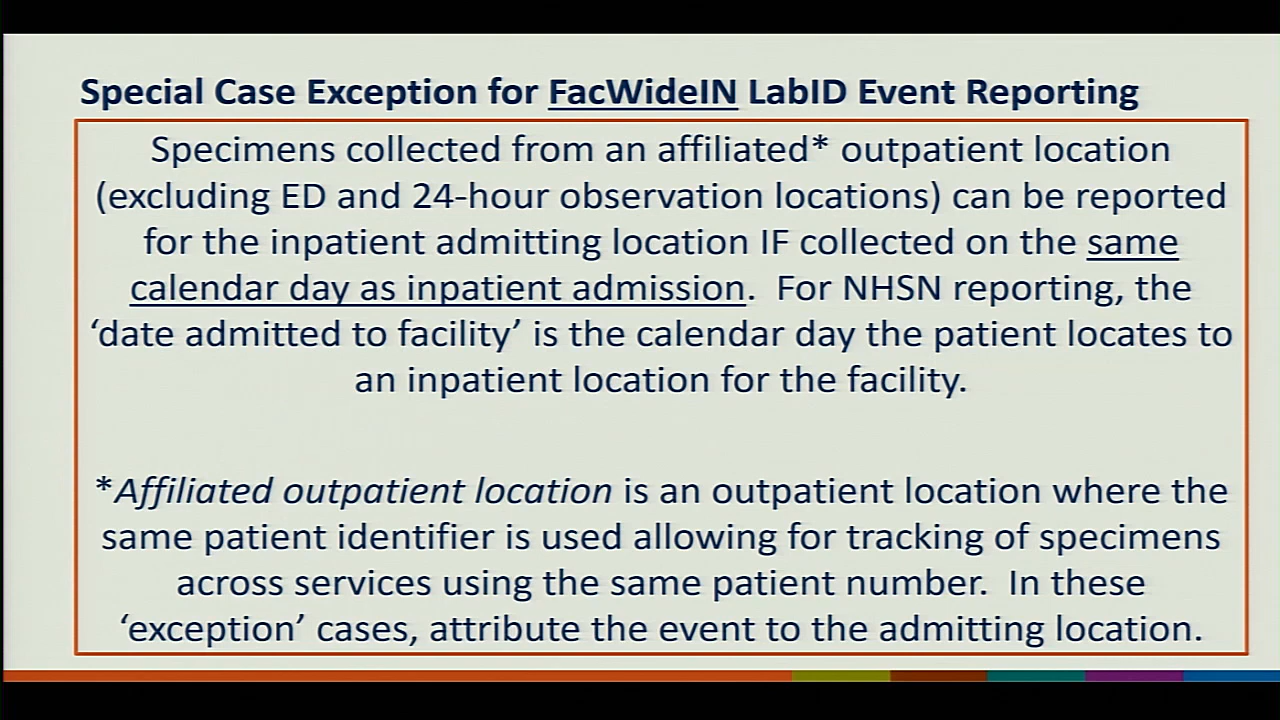 Special Case Exception for FacWideIN LabID Event Reporting
Specimens collected from an affiliated* outpatient location
(excluding ED and 24-hour observation locations) can be reported
for the inpatient admitting location IF collected on the same
calendar day as inpatient admission.  For NHSN reporting, the
‘date admitted to facility’ is the calendar day the patient locates to
an inpatient location for the facility.
*Affiliated outpatient location is an outpatient location where the
same patient identifier is used allowing for tracking of specimens
across services using the same patient number.  In these
‘exception’ cases, attribute the event to the admitting location.